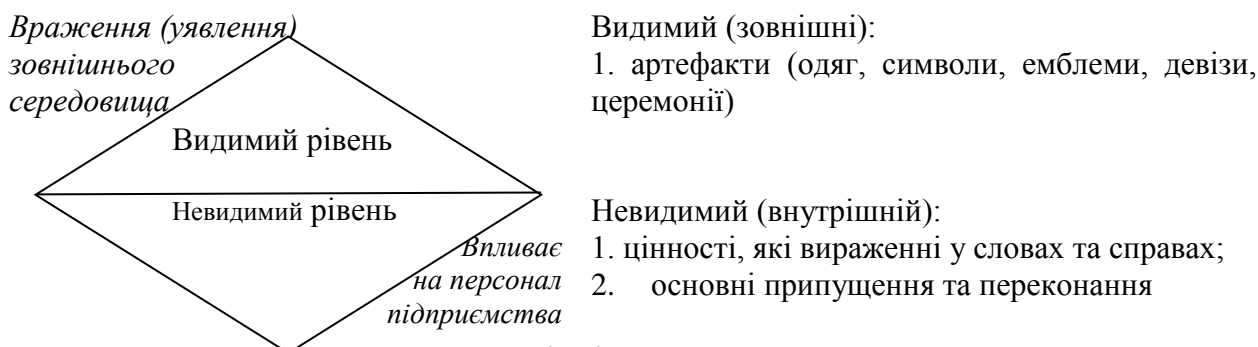 Враження (уявлення)
зовнішнього
середовища
Видимий рівень
Невидимий рівень
Впливає
на персонал
підприємства
Видимий (зовнішні):
1. артефакти (одяг, символи, емблеми, девізи,
церемонії)
Невидимий (внутрішній):
1. цінності, які вираженні у словах та справах;
2. основні припущення та переконання